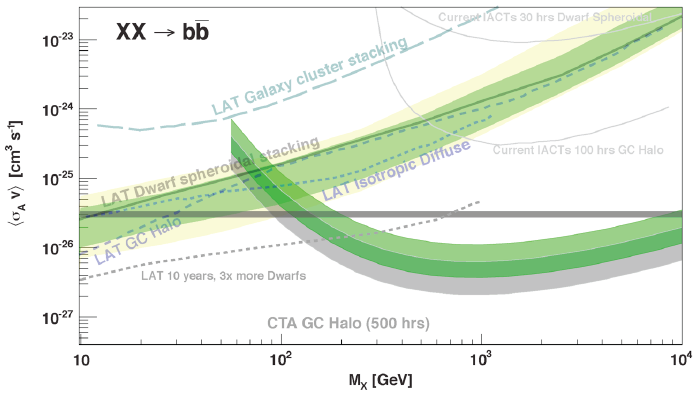 XX → bb̅
Current IACTs 30 hrs Dwarf Spheroidal
LAT Galaxy cluster stacking
LAT Dwarf spheroidal stacking
Current IACTs 100 hrs GC Halo
LAT Isotropic Diffuse
LAT GC Halo
LAT 10 years, 3x more Dwarfs
CTA GC Halo (500 hrs)
⟨σ_A v⟩ [cm³ s⁻¹]
10⁻²³
10⁻²⁴
10⁻²⁵
10⁻²⁶
10⁻²⁷
10 10² 10³ 10⁴
M_X [GeV]